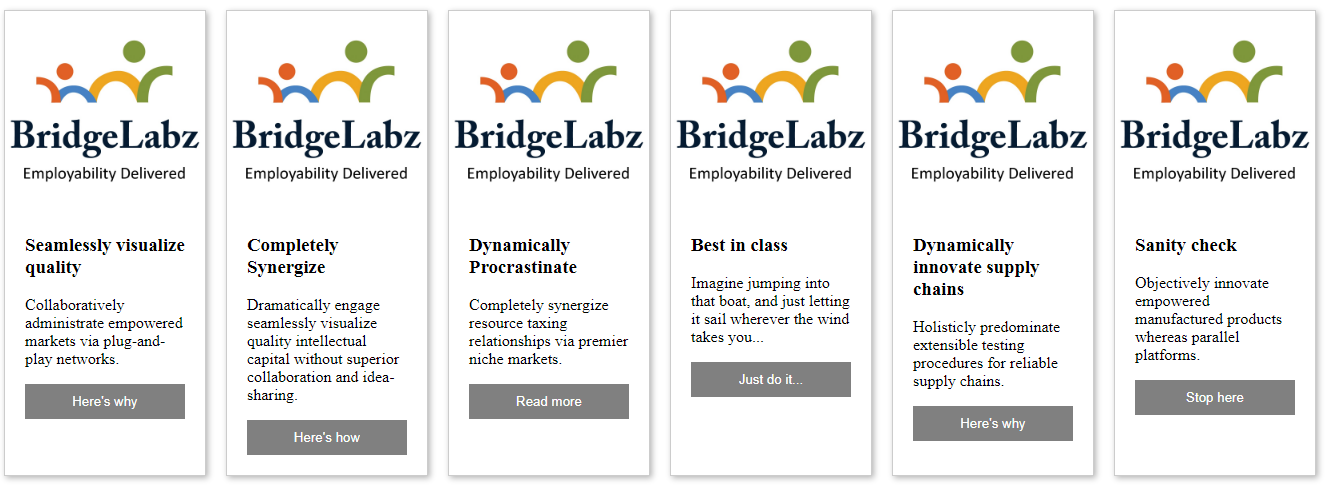 BridgeLabz
Employability Delivered
Seamlessly visualize
quality
Collaboratively
administrate empowered
markets via plug-and-
play networks.
Here's why
BridgeLabz
Employability Delivered
Completely
Synergize
Dramatically engage
seamlessly visualize
quality intellectual
capital without superior
collaboration and idea-
sharing.
Here's how
BridgeLabz
Employability Delivered
Dynamically
Procrastinate
Completely synergize
resource taxing
relationships via premier
niche markets.
Read more
BridgeLabz
Employability Delivered
Best in class
Imagine jumping into
that boat, and just letting
it sail wherever the wind
takes you...
Just do it...
BridgeLabz
Employability Delivered
Dynamically
innovate supply
chains
Holisticly predominate
extensible testing
procedures for reliable
supply chains.
Here's why
BridgeLabz
Employability Delivered
Sanity check
Objectively innovate
empowered
manufactured products
whereas parallel
platforms.
Stop here